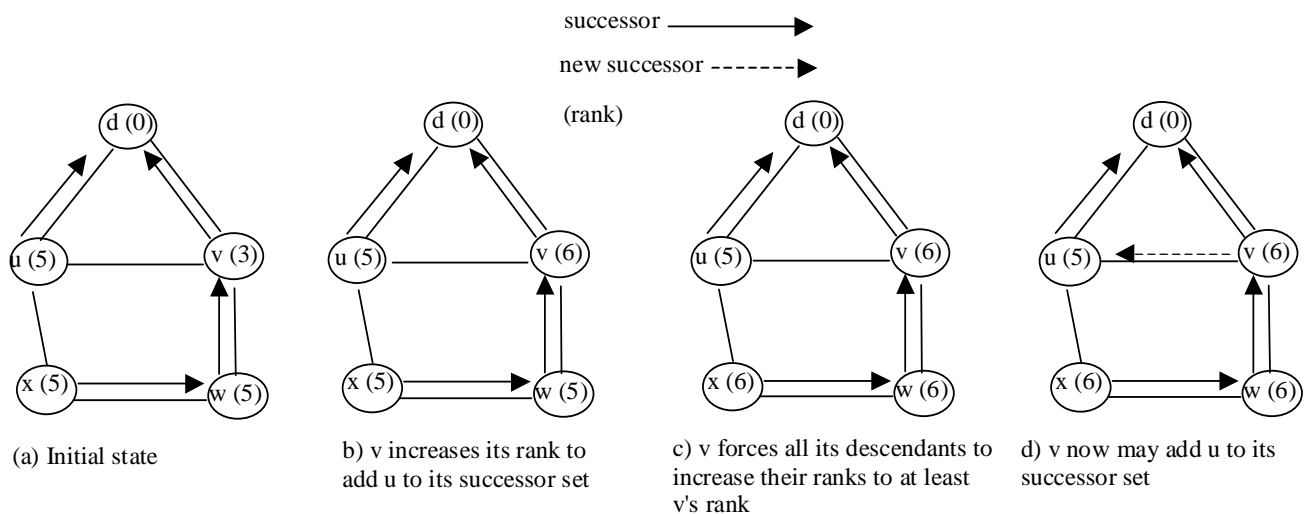 successor
new successor
(rank)
d (0)
u (5)
v (3)
x (5)
w (5)
(a) Initial state
d (0)
u (5)
v (6)
x (5)
w (5)
b) v increases its rank to
add u to its successor set
d (0)
u (5)
v (6)
x (6)
w (6)
c) v forces all its descendants to
increase their ranks to at least
v's rank
d (0)
u (5)
v (6)
x (6)
w (6)
d) v now may add u to its
successor set